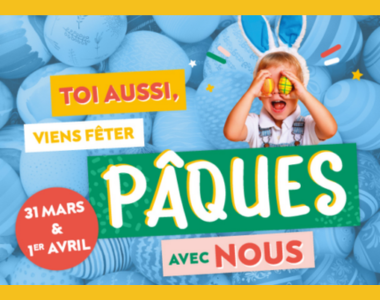 TOI AUSSI,
VIENS FÊTER
PÂQUES
31 MARS
&
1ER AVRIL
AVEC NOUS